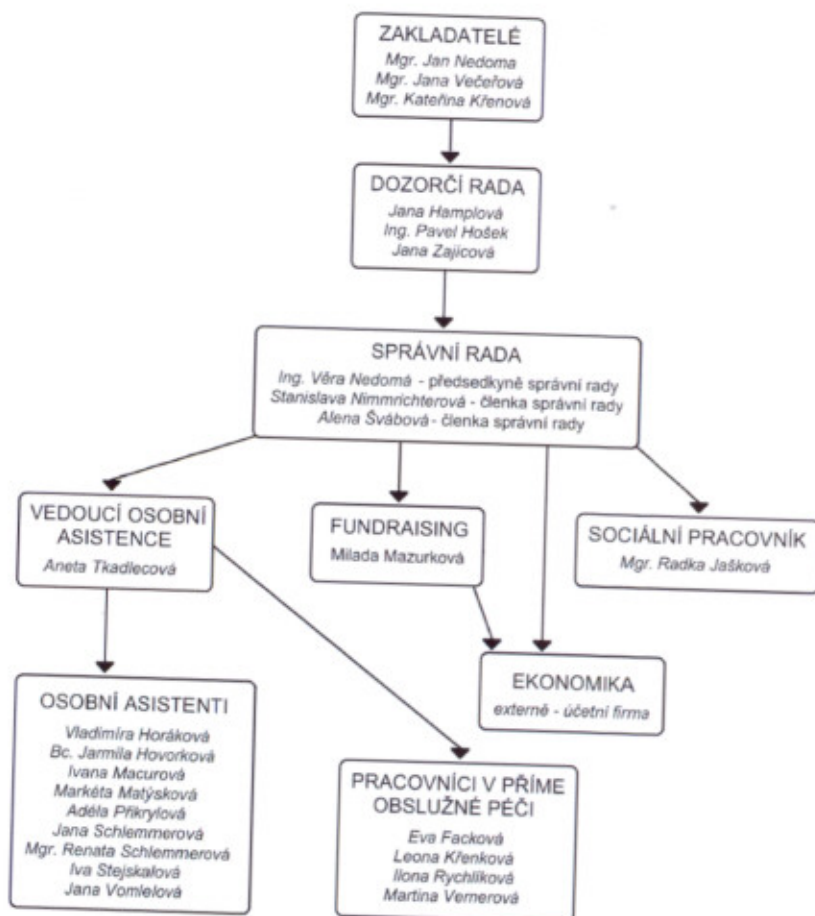 ZAKLADATELÉ
Mgr. Jan Nedoma
Mgr. Jana Večeřová
Mgr. Kateřina Křenová
DOZORČÍ RADA
Jana Hamplová
Ing. Pavel Hošek
Jana Zajícová
SPRÁVNÍ RADA
Ing. Věra Nedomá - předsedkyně správní rady
Stanislava Nimmrichterová - členka správní rady
Alena Švábová - členka správní rady
VEDOUCÍ OSOBNÍ
ASISTENCE
Aneta Tkadlecová
FUNDRAISING
Milada Mazurková
SOCIÁLNÍ PRACOVNÍK
Mgr. Radka Jašková
EKONOMIKA
externě - účetní firma
OSOBNÍ ASISTENTI
Vladimíra Horáková
Bc. Jarmila Hovorková
Ivana Macurová
Markéta Matýsková
Adéla Přikrylová
Jana Schlemmerová
Mgr. Renata Schlemmerová
Iva Stejskalová
Jana Vomlelová
PRACOVNÍCI V PŘÍME
OBSLUŽNÉ PÉČI
Eva Facková
Leona Křenková
Ilona Rychlíková
Martina Vernerová